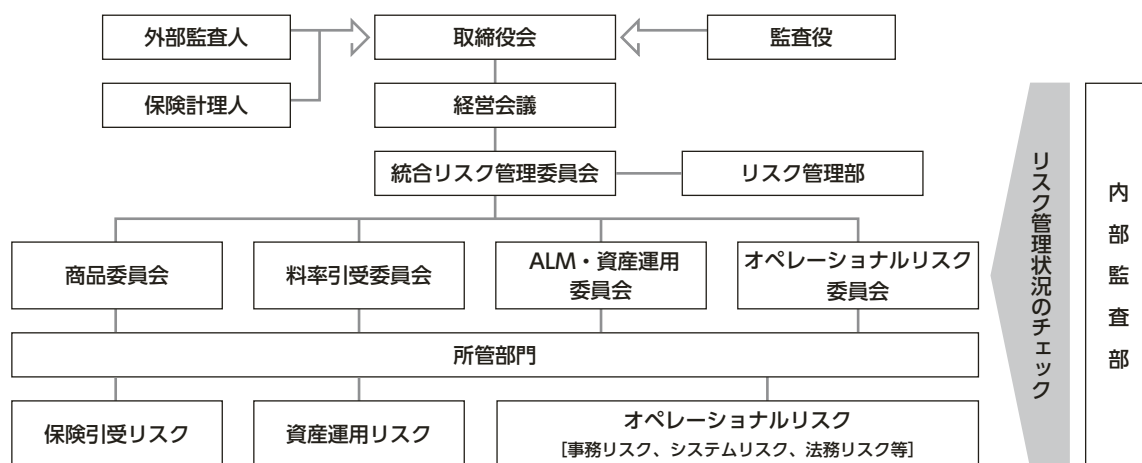 外部監査人
取締役会
監査役
保険計理人
経営会議
統合リスク管理委員会
リスク管理部
商品委員会
料率引受委員会
ALM・資産運用
委員会
オペレーショナルリスク
委員会
所管部門
保険引受リスク
資産運用リスク
オペレーショナルリスク
[事務リスク、システムリスク、法務リスク等]
リスク管理状況のチェック
内部監査部